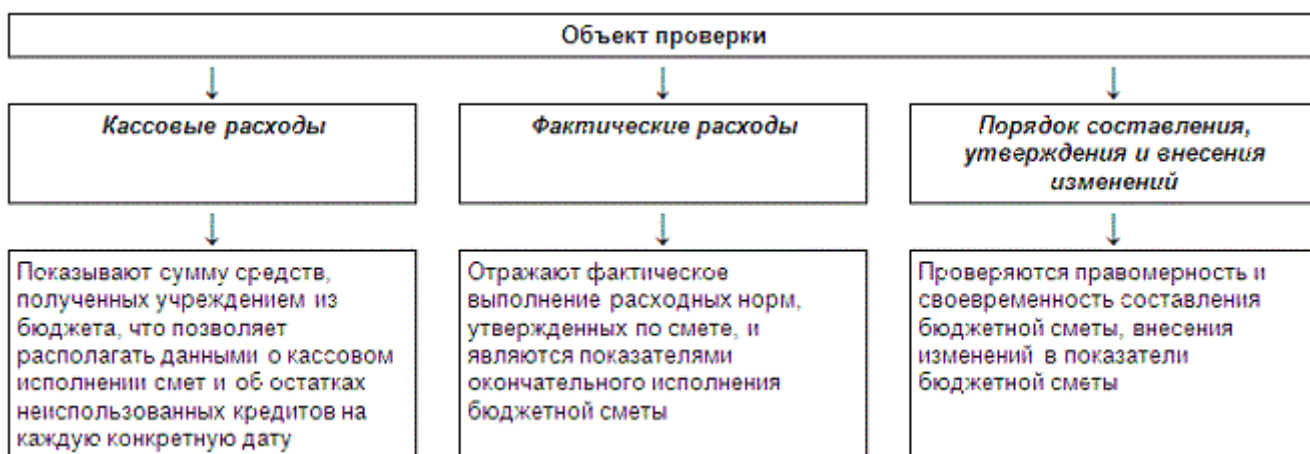 Объект проверки
Кассовые расходы
Фактические расходы
Порядок составления,
утверждения и внесения
изменений
Показывают сумму средств,
полученных учреждением из
бюджета, что позволяет
располагать данными о кассовом
исполнении смет и об остатках
неиспользованных кредитов на
каждую конкретную дату
Отражают фактическое
выполнение расходных норм,
утвержденных по смете, и
являются показателями
окончательного исполнения
бюджетной сметы
Проверяются правомерность и
своевременность составления
бюджетной сметы, внесения
изменений в показатели
бюджетной сметы